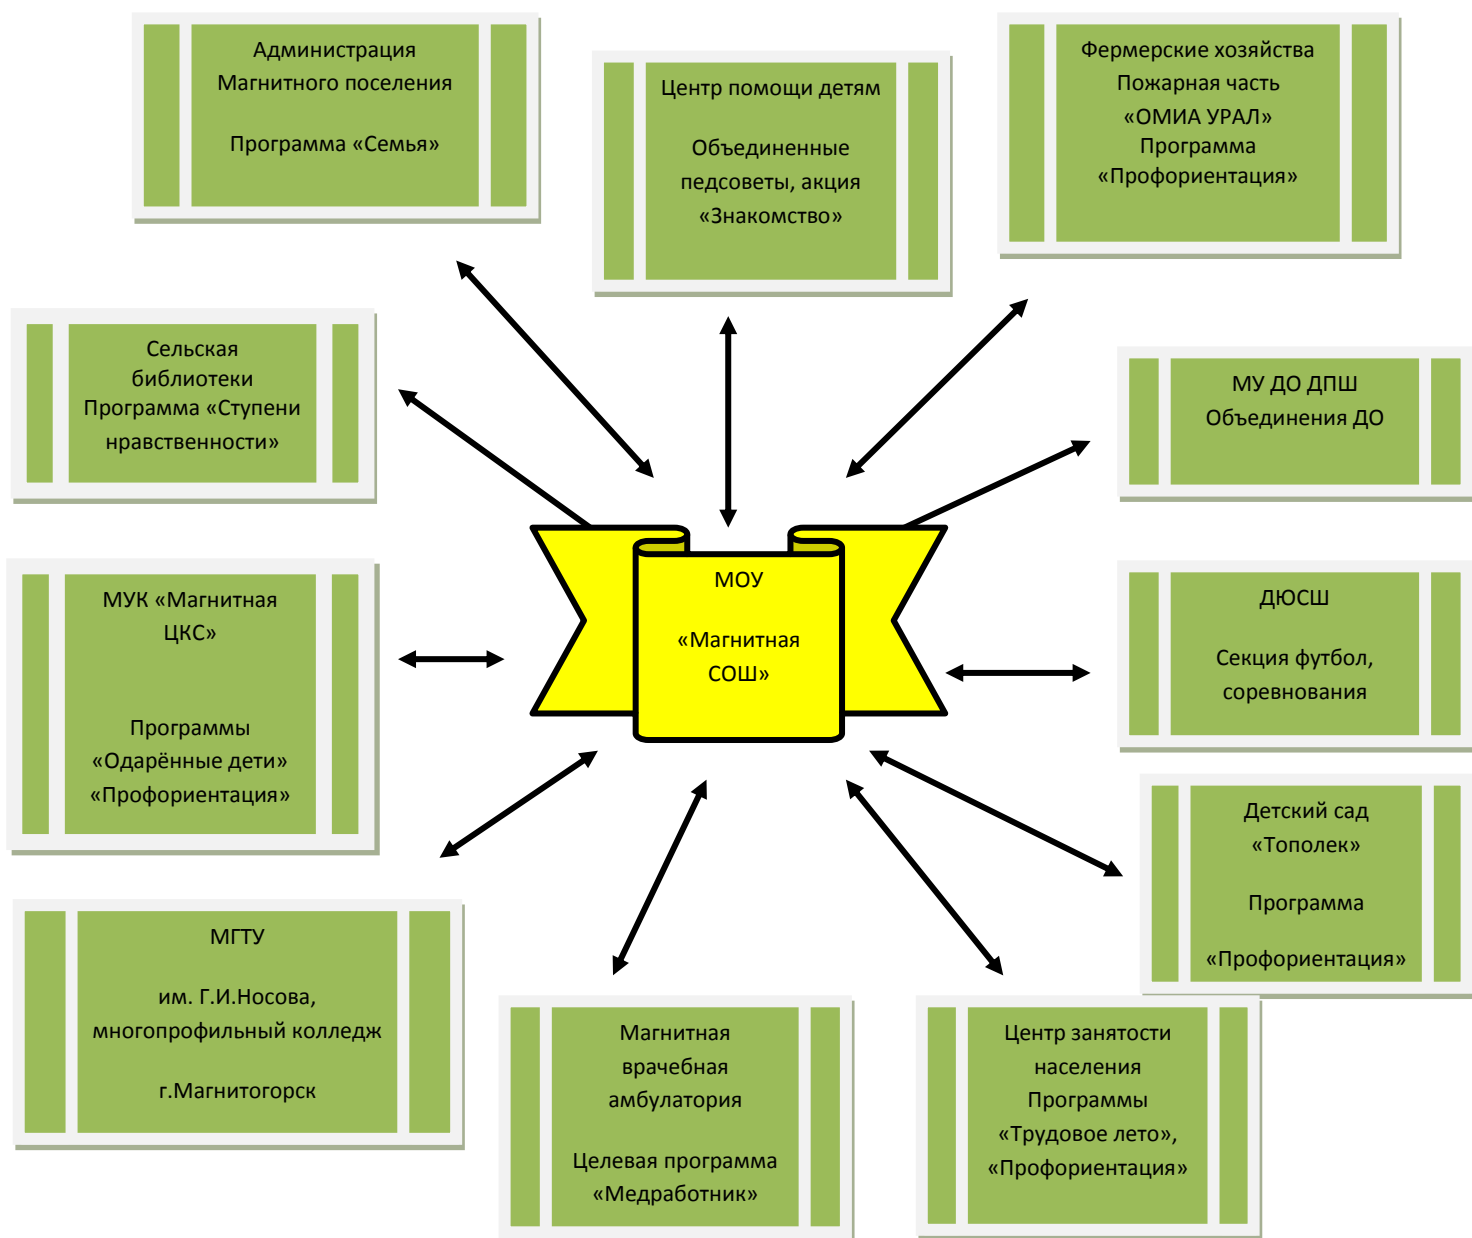 Администрация
Магнитного поселения
Программа «Семья»
Центр помощи детям
Объединенные
педсоветы, акция
«Знакомство»
Фермерские хозяйства
Пожарная часть
«ОМИА УРАЛ»
Программа
«Профориентация»
Сельская
библиотеки
Программа «Ступени
нравственности»
МУ ДО ДПШ
Объединения ДО
МУК «Магнитная
ЦКС»
Программы
«Одарённые дети»
«Профориентация»
МОУ
«Магнитная
СОШ»
ДЮСШ
Секция футбол,
соревнования
Детский сад
«Тополек»
Программа
«Профориентация»
МГТУ
им. Г.И.Носова,
многопрофильный колледж
г.Магнитогорск
Магнитная
врачебная
амбулатория
Целевая программа
«Медработник»
Центр занятости
населения
Программы
«Трудовое лето»,
«Профориентация»